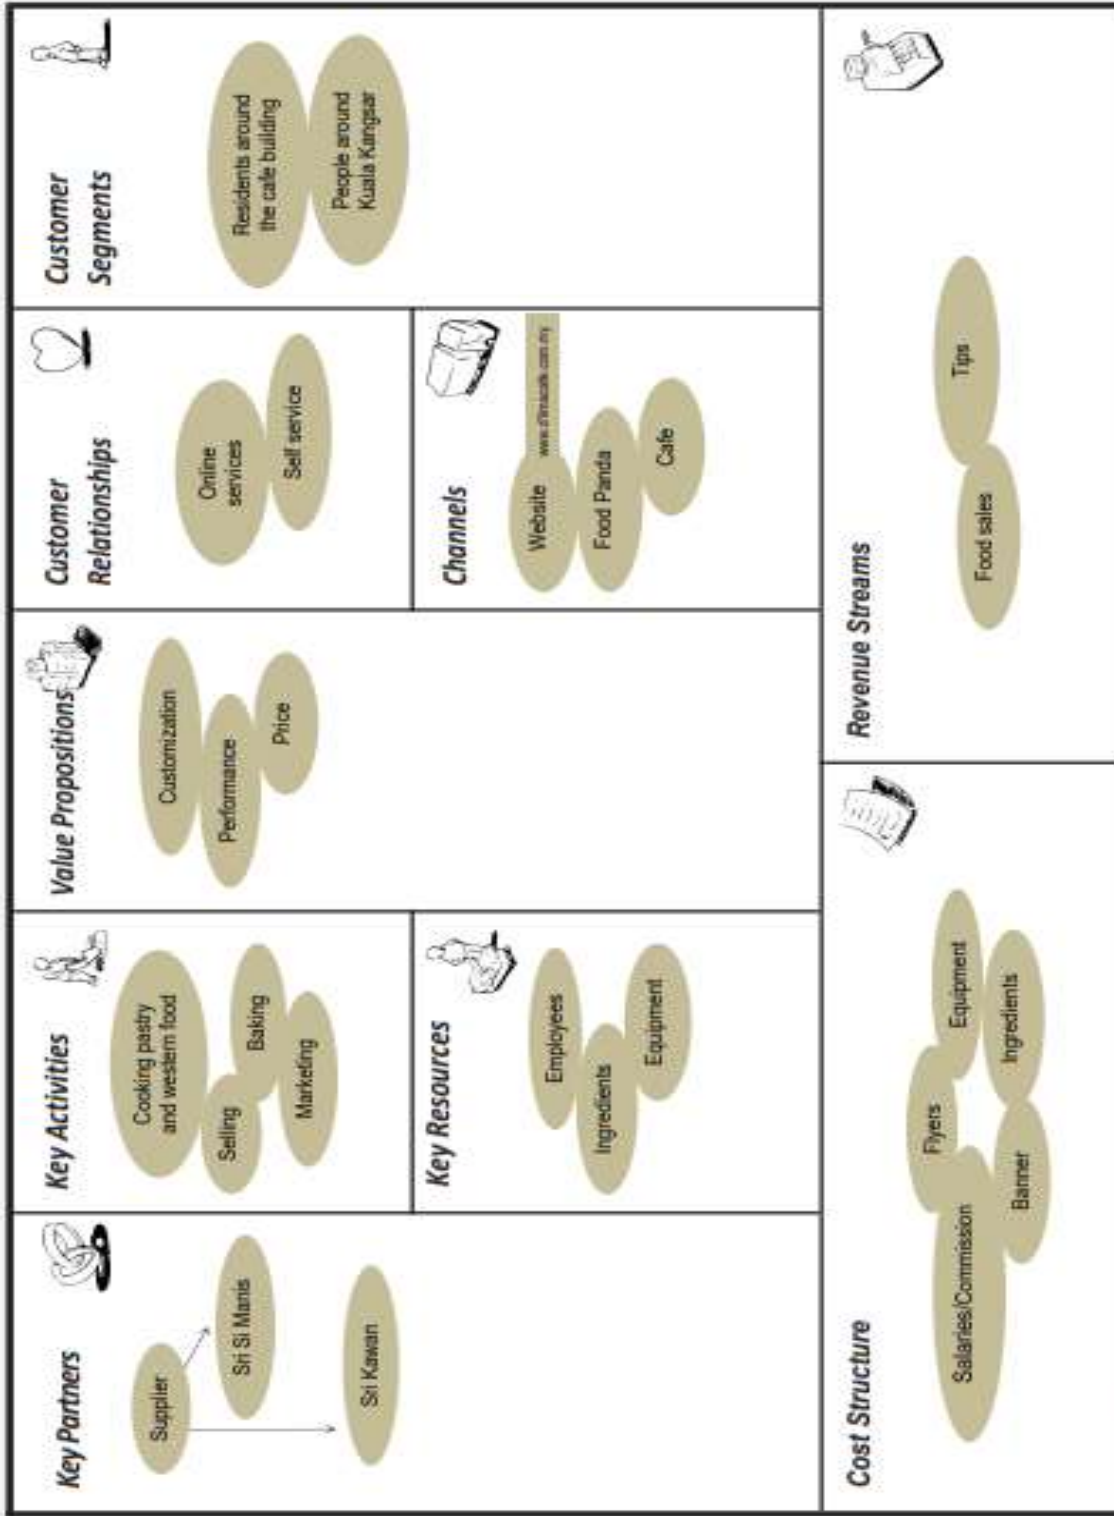 Key Partners
Supplier
Sri Si Manis
Sri Kawan
Key Activities
Cooking pastry
and western food
Selling
Baking
Marketing
Key Resources
Employees
Ingredients
Equipment
Value Propositions
Customization
Performance
Price
Customer
Relationships
Online
services
Self service
Channels
Website
Food Panda
Cafe
Customer
Segments
Residents around
the cafe building
People around
Kuala Kangsar
Cost Structure
Flyers
Equipment
Salaries/Commission
Banner
Ingredients
Revenue Streams
Food sales
Tips